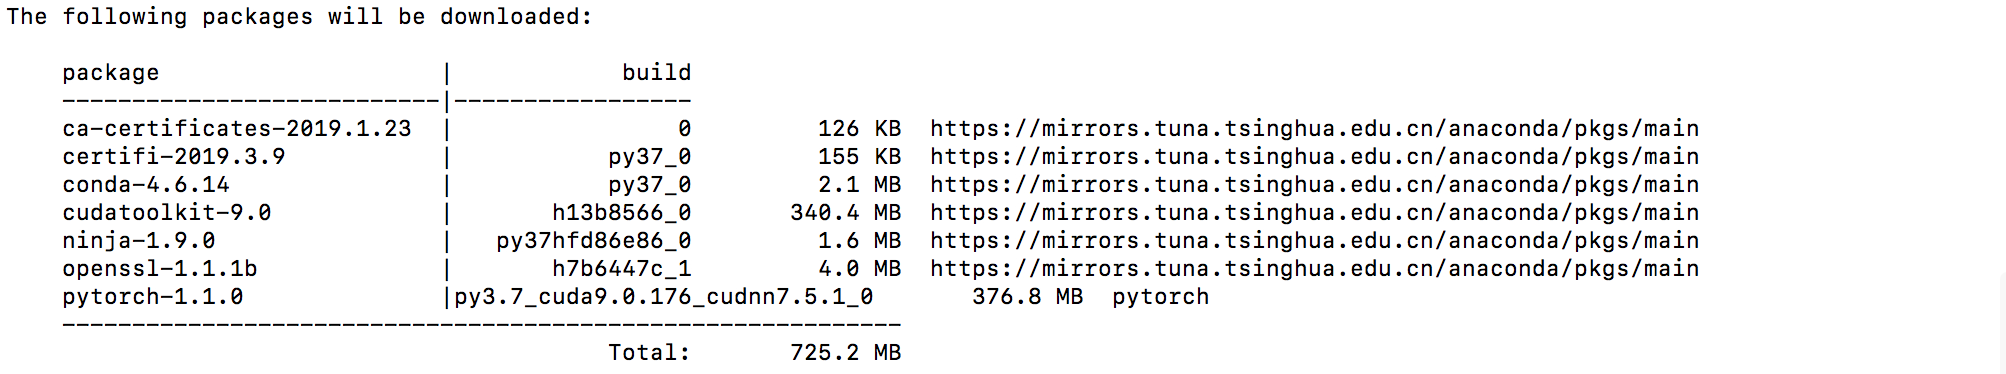 The following packages will be downloaded:
package                    |            build
---------------------------|-----------------
ca-certificates-2019.1.23  |                0         126 KB  https://mirrors.tuna.tsinghua.edu.cn/anaconda/pkgs/main
certifi-2019.3.9           |           py37_0         155 KB  https://mirrors.tuna.tsinghua.edu.cn/anaconda/pkgs/main
conda-4.6.14               |           py37_0         2.1 MB  https://mirrors.tuna.tsinghua.edu.cn/anaconda/pkgs/main
cudatoolkit-9.0            |       h13b8566_0       340.4 MB  https://mirrors.tuna.tsinghua.edu.cn/anaconda/pkgs/main
ninja-1.9.0                |   py37hfd86e86_0         1.6 MB  https://mirrors.tuna.tsinghua.edu.cn/anaconda/pkgs/main
openssl-1.1.1b             |       h7b6447c_1         4.0 MB  https://mirrors.tuna.tsinghua.edu.cn/anaconda/pkgs/main
pytorch-1.1.0              |py3.7_cuda9.0.176_cudnn7.5.1_0       376.8 MB  pytorch
------------------------------------------------------------
Total:       725.2 MB